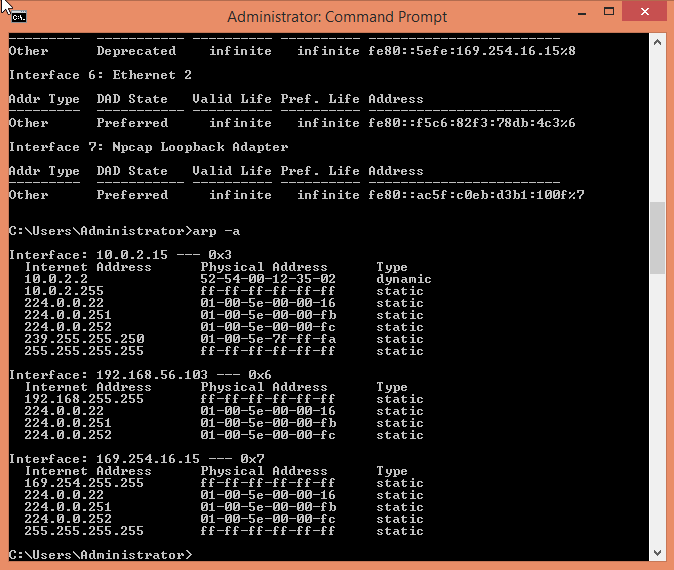 Administrator: Command Prompt
--------- ----------- ---------- ---------- ------------------------
Other Deprecated infinite infinite fe80::5efe:169.254.16.15%8
Interface 6: Ethernet 2
Addr Type DAD State Valid Life Pref. Life Address
--------- ----------- ---------- ---------- ------------------------
Other Preferred infinite infinite fe80::f5c6:82f3:78db:4c3%6
Interface 7: Npcap Loopback Adapter
Addr Type DAD State Valid Life Pref. Life Address
--------- ----------- ---------- ---------- ------------------------
Other Preferred infinite infinite fe80::ac5f:c0eb:d3b1:100f%7
C:\Users\Administrator>arp -a
Interface: 10.0.2.15 --- 0x3
Internet Address Physical Address Type
10.0.2.2 52-54-00-12-35-02 dynamic
10.0.2.255 ff-ff-ff-ff-ff-ff static
224.0.0.22 01-00-5e-00-00-16 static
224.0.0.251 01-00-5e-00-00-fb static
224.0.0.252 01-00-5e-00-00-fc static
239.255.255.250 01-00-5e-7f-ff-fa static
255.255.255.255 ff-ff-ff-ff-ff-ff static
Interface: 192.168.56.103 --- 0x6
Internet Address Physical Address Type
192.168.255.255 ff-ff-ff-ff-ff-ff static
224.0.0.22 01-00-5e-00-00-16 static
224.0.0.251 01-00-5e-00-00-fb static
224.0.0.252 01-00-5e-00-00-fc static
Interface: 169.254.16.15 --- 0x7
Internet Address Physical Address Type
169.254.255.255 ff-ff-ff-ff-ff-ff static
224.0.0.22 01-00-5e-00-00-16 static
224.0.0.251 01-00-5e-00-00-fb static
224.0.0.252 01-00-5e-00-00-fc static
255.255.255.255 ff-ff-ff-ff-ff-ff static
C:\Users\Administrator>